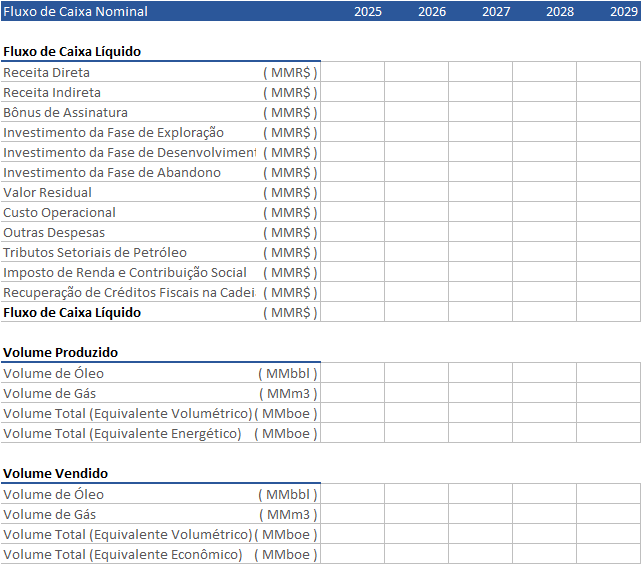 Fluxo de Caixa Nominal 2025 2026 2027 2028 2029
Fluxo de Caixa Líquido
Receita Direta ( MMR$ )
Receita Indireta ( MMR$ )
Bônus de Assinatura ( MMR$ )
Investimento da Fase de Exploração ( MMR$ )
Investimento da Fase de Desenvolviment ( MMR$ )
Investimento da Fase de Abandono ( MMR$ )
Valor Residual ( MMR$ )
Custo Operacional ( MMR$ )
Outras Despesas ( MMR$ )
Tributos Setoriais de Petróleo ( MMR$ )
Imposto de Renda e Contribuição Social ( MMR$ )
Recuperação de Créditos Fiscais na Cadei ( MMR$ )
Fluxo de Caixa Líquido ( MMR$ )
Volume Produzido
Volume de Óleo ( MMbbl )
Volume de Gás ( MMm3 )
Volume Total (Equivalente Volumétrico) ( MMboe )
Volume Total (Equivalente Energético) ( MMboe )
Volume Vendido
Volume de Óleo ( MMbbl )
Volume de Gás ( MMm3 )
Volume Total (Equivalente Volumétrico) ( MMboe )
Volume Total (Equivalente Econômico) ( MMboe )